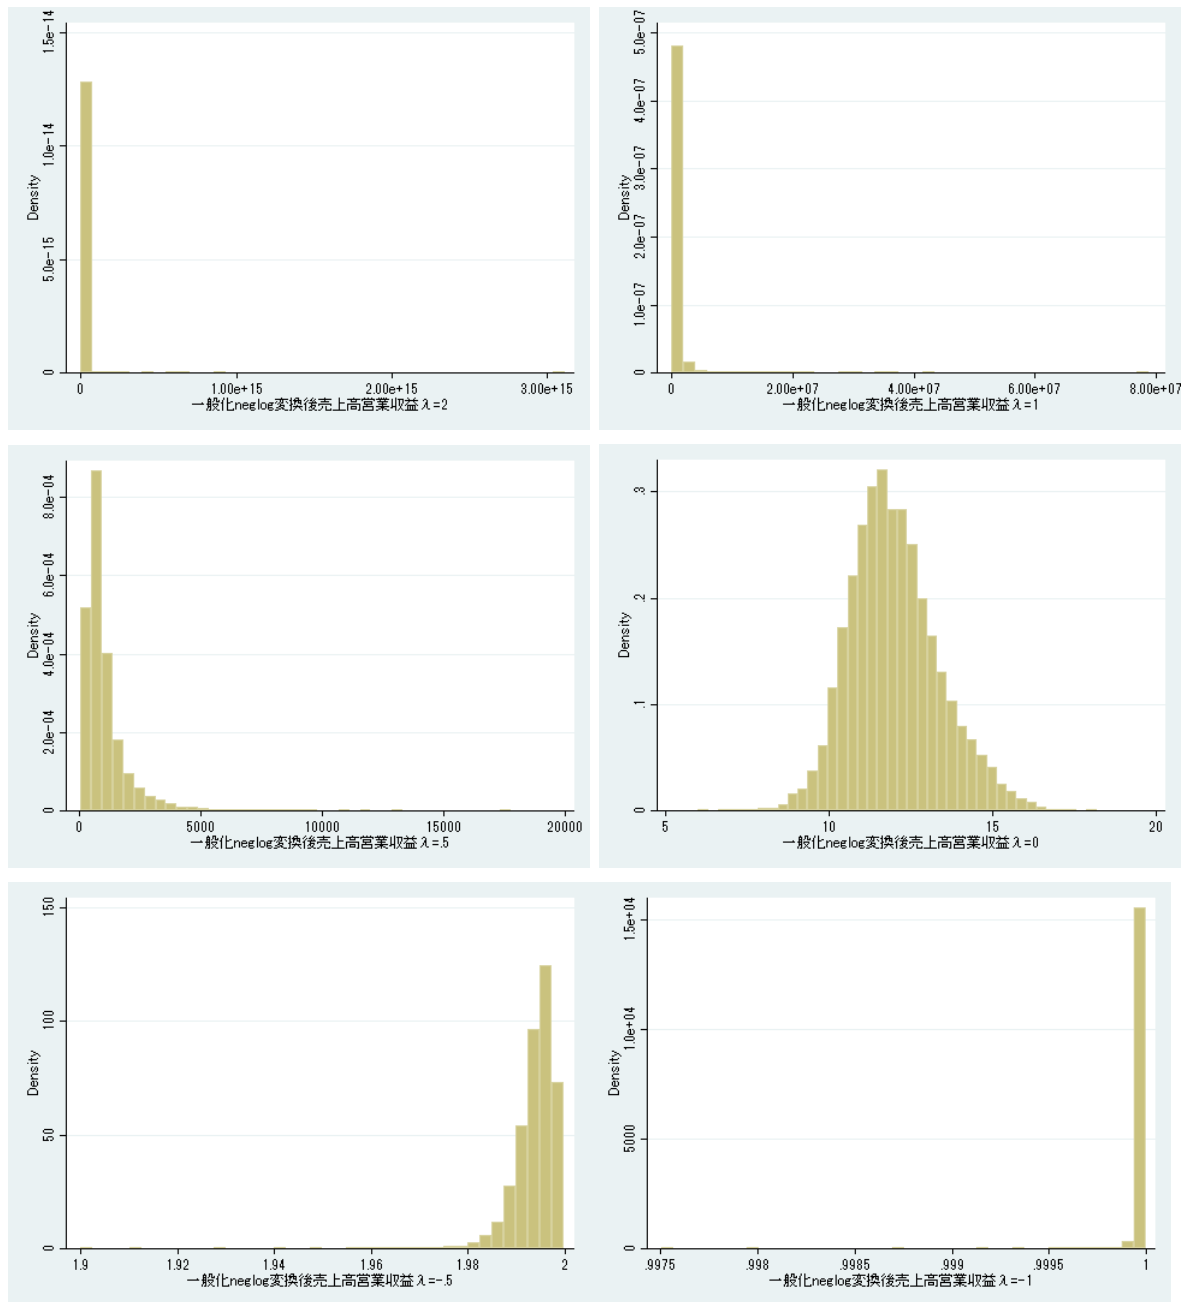 Density
1.5e-14
1.0e-14
5.0e-15
0
0 1.00e+15 2.00e+15 3.00e+15
一般化neglog変換後売上高営業収益λ=2
Density
5.0e-07
4.0e-07
3.0e-07
2.0e-07
1.0e-07
0
0 2.00e+07 4.00e+07 6.00e+07 8.00e+07
一般化neglog変換後売上高営業収益λ=1
Density
8.0e-04
6.0e-04
4.0e-04
2.0e-04
0
0 5000 10000 15000 20000
一般化neglog変換後売上高営業収益λ=.5
Density
.3
.2
.1
0
5 10 15 20
一般化neglog変換後売上高営業収益λ=0
Density
150
100
50
0
1.9 1.92 1.94 1.96 1.98 2
一般化neglog変換後売上高営業収益λ=-.5
Density
1.5e+04
1.0e+04
5000
0
.9975 .998 .9985 .999 .9995 1
一般化neglog変換後売上高営業収益λ=-1